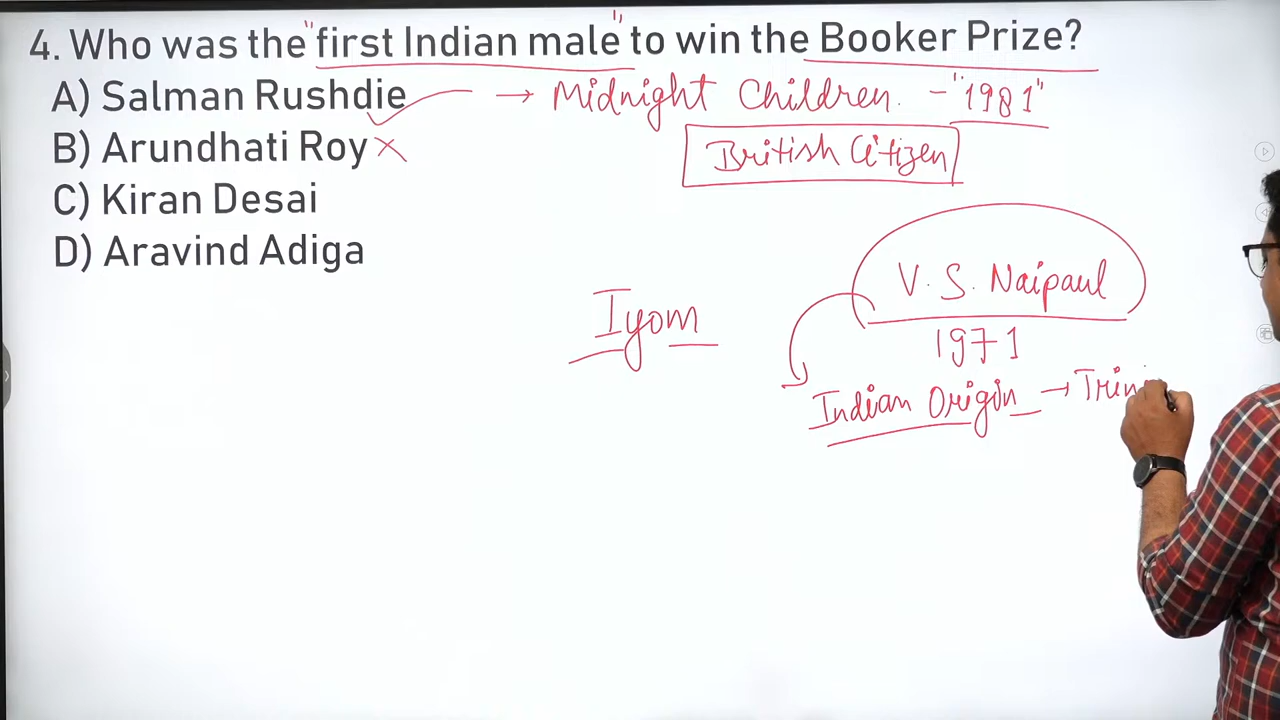 4. Who was the "first Indian male" to win the Booker Prize?
A) Salman Rushdie → Midnight Children. - "1981"
B) Arundhati Roy ×
British Citizen
C) Kiran Desai
D) Aravind Adiga
V. S. Naipaul
Iyom
1971
Indian Origin → Trin